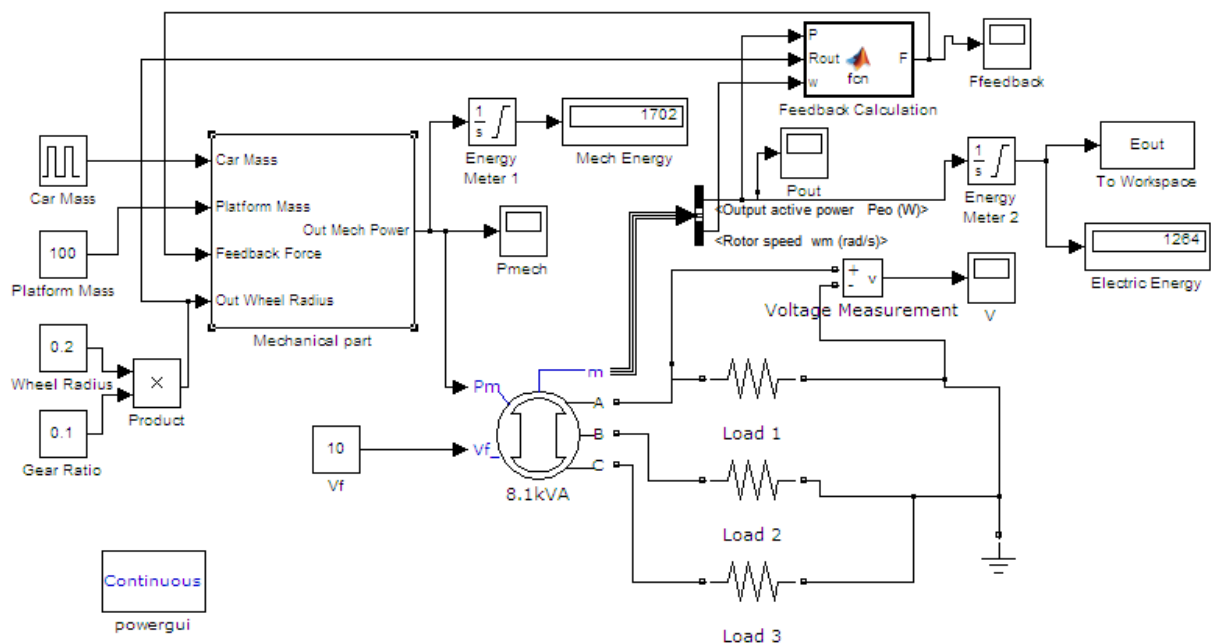 P
Rout
w
fcn
F
Feedback Calculation
Ffeedback
Car Mass
Car Mass
Platform Mass
Feedback Force
Out Wheel Radius
Out Mech Power
Mechanical part
100
Platform Mass
0.2
Wheel Radius
0.1
Gear Ratio
×
Product
1
s
Energy
Meter 1
1702
Mech Energy
Pmech
Pout
<Output active power Peo (W)>
<Rotor speed wm (rad/s)>
1
s
Energy
Meter 2
Eout
To Workspace
1264
Electric Energy
+
-
v
Voltage Measurement
V
10
Vf
Pm
Vf_
m
A
B
C
8.1kVA
Load 1
Load 2
Load 3
Continuous
powergui